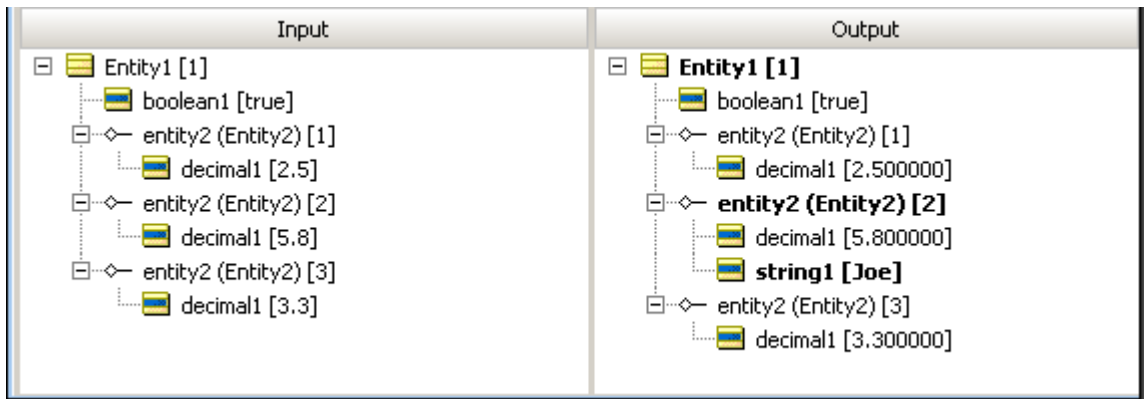 Input
Entity1 [1]
boolean1 [true]
entity2 (Entity2) [1]
decimal1 [2.5]
entity2 (Entity2) [2]
decimal1 [5.8]
entity2 (Entity2) [3]
decimal1 [3.3]
Output
Entity1 [1]
boolean1 [true]
entity2 (Entity2) [1]
decimal1 [2.500000]
entity2 (Entity2) [2]
decimal1 [5.800000]
string1 [Joe]
entity2 (Entity2) [3]
decimal1 [3.300000]